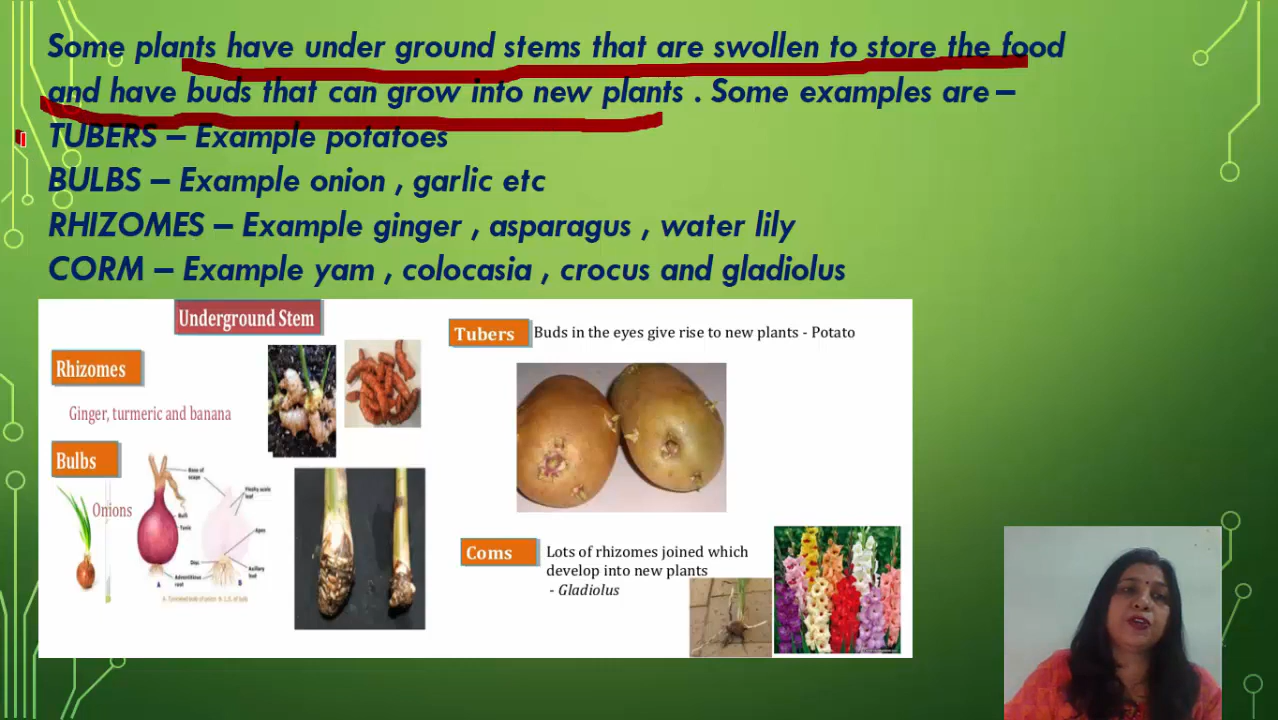 Some plants have under ground stems that are swollen to store the food
and have buds that can grow into new plants . Some examples are –
TUBERS – Example potatoes
BULBS – Example onion , garlic etc
RHIZOMES – Example ginger , asparagus , water lily
CORM – Example yam , colocasia , crocus and gladiolus
Underground Stem
Rhizomes
Ginger, turmeric and banana
Bulbs
Onions
Base of
scape
Fleshy scale
leaf
Bulb
Tunic
Apex
Disc
Axillary
bud
Adventitious
root
A
B
Tubers
Buds in the eyes give rise to new plants - Potato
Coms
Lots of rhizomes joined which
develop into new plants
- Gladiolus